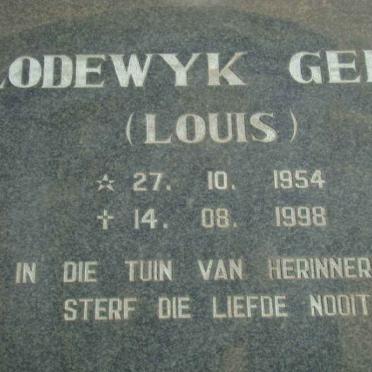 LODEWYK GE
(LOUIS)
☆ 27. 10. 1954
✝ 14. 08. 1998
IN DIE TUIN VAN HERINNER
STERF DIE LIEFDE NOOIT